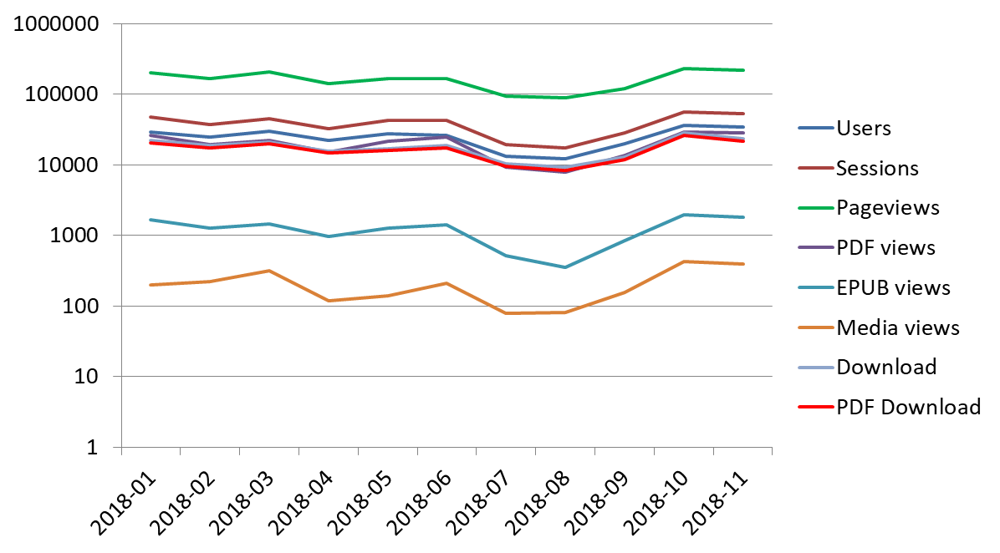 1000000
100000
10000
1000
100
10
1
2018-01
2018-02
2018-03
2018-04
2018-05
2018-06
2018-07
2018-08
2018-09
2018-10
2018-11
Users
Sessions
Pageviews
PDF views
EPUB views
Media views
Download
PDF Download